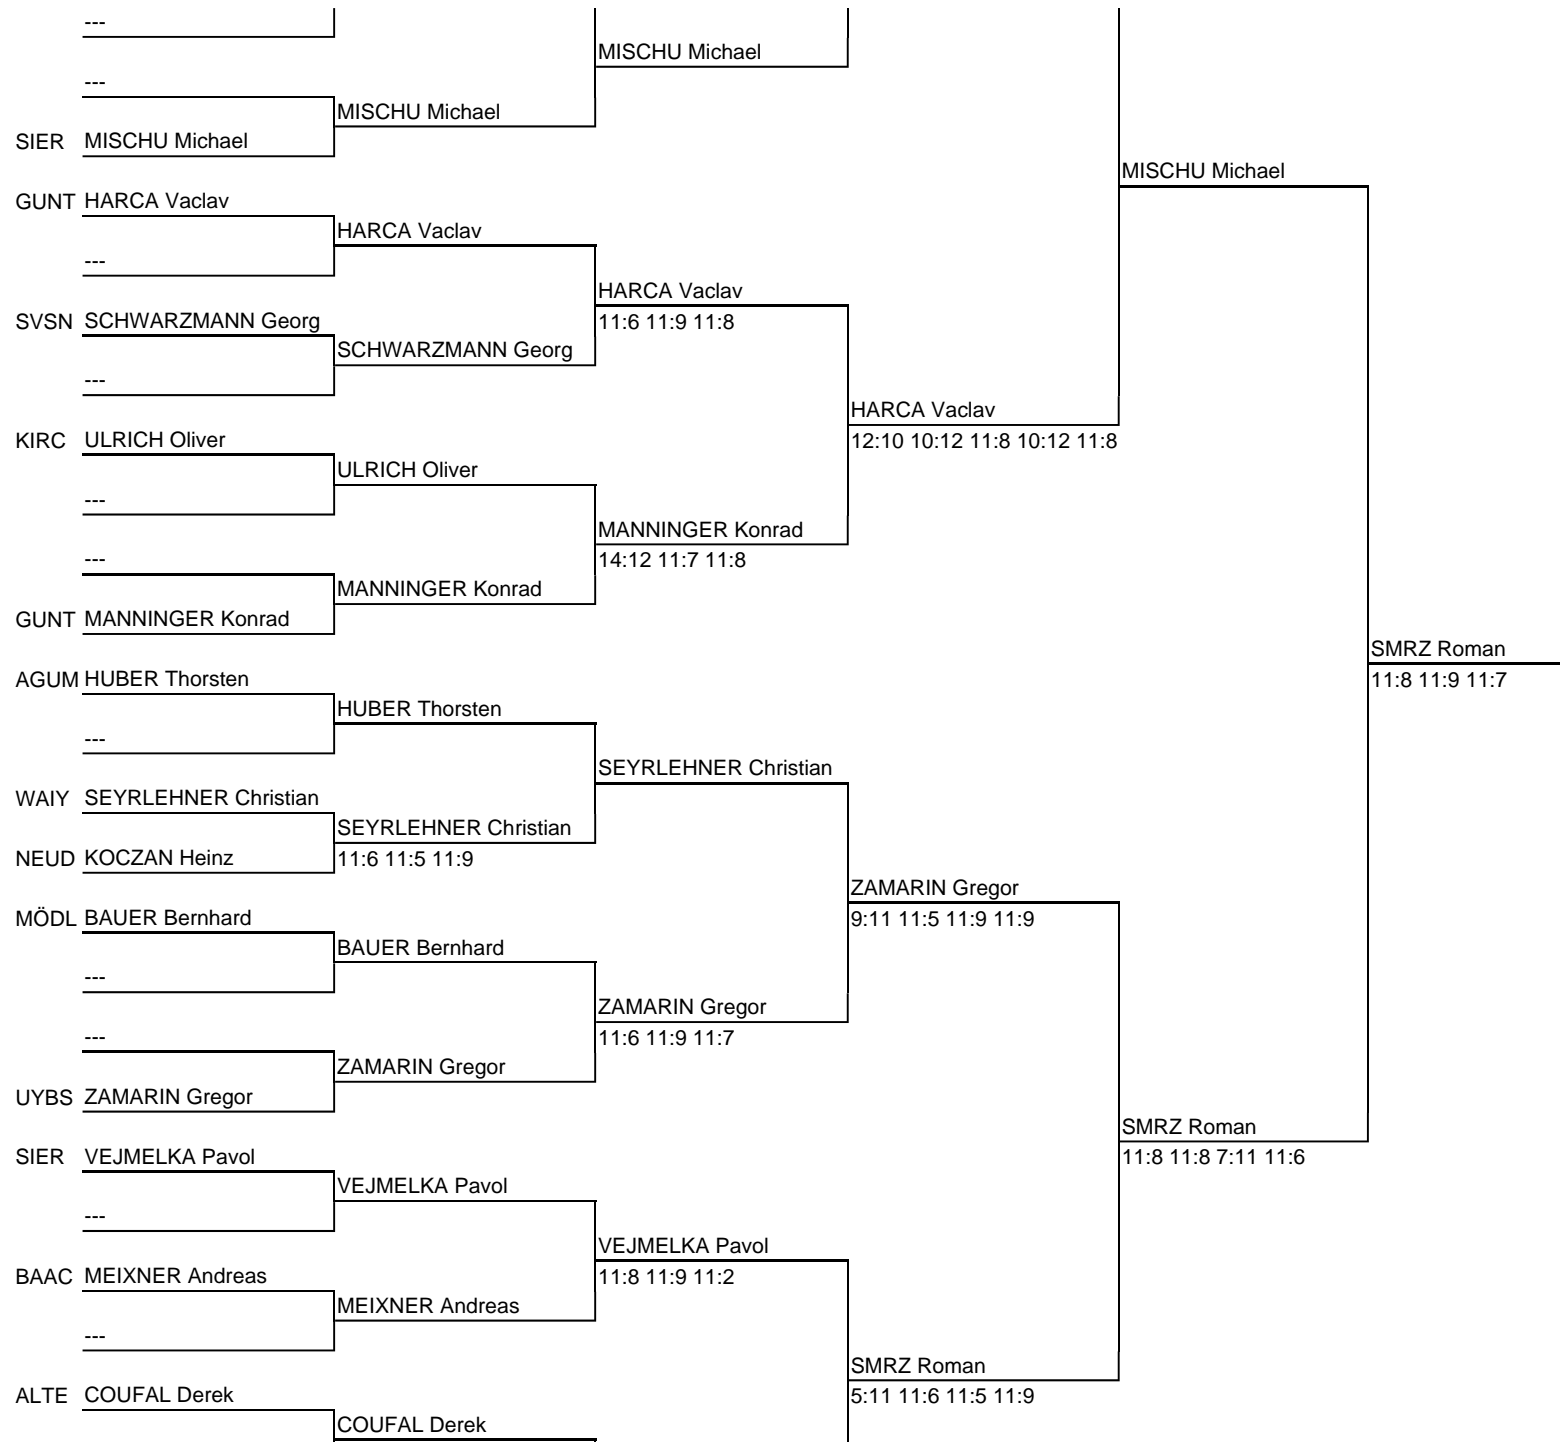 ---
MISCHU Michael
---
MISCHU Michael
SIER MISCHU Michael
MISCHU Michael
GUNT HARCA Vaclav
HARCA Vaclav
---
HARCA Vaclav
SVSN SCHWARZMANN Georg 11:6 11:9 11:8
SCHWARZMANN Georg
---
HARCA Vaclav
KIRC ULRICH Oliver 12:10 10:12 11:8 10:12 11:8
ULRICH Oliver
---
MANNINGER Konrad
--- 14:12 11:7 11:8
MANNINGER Konrad
GUNT MANNINGER Konrad
SMRZ Roman
AGUM HUBER Thorsten 11:8 11:9 11:7
HUBER Thorsten
---
SEYRLEHNER Christian
WAIY SEYRLEHNER Christian
SEYRLEHNER Christian
NEUD KOCZAN Heinz 11:6 11:5 11:9
ZAMARIN Gregor
MÖDL BAUER Bernhard 9:11 11:5 11:9 11:9
BAUER Bernhard
---
ZAMARIN Gregor
--- 11:6 11:9 11:7
ZAMARIN Gregor
UYBS ZAMARIN Gregor
SMRZ Roman
SIER VEJMELKA Pavol 11:8 11:8 7:11 11:6
VEJMELKA Pavol
---
VEJMELKA Pavol
BAAC MEIXNER Andreas 11:8 11:9 11:2
MEIXNER Andreas
---
SMRZ Roman
ALTE COUFAL Derek 5:11 11:6 11:5 11:9
COUFAL Derek